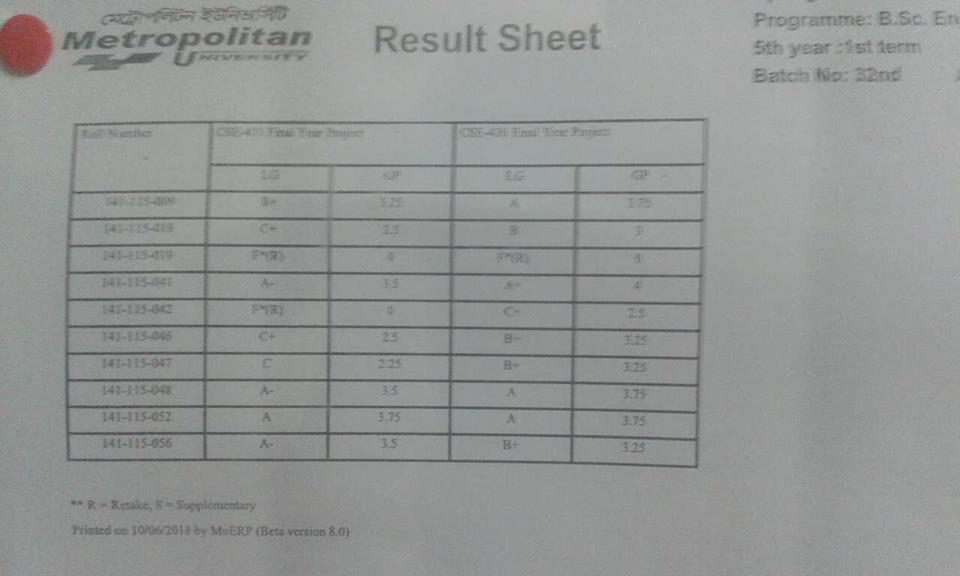 মেট্রোপলিটন ইউনিভার্সিটি
Metropolitan
UNIVERSITY
Result Sheet
Programme: B.Sc. En
5th year :1st term
Batch No: 32nd
Roll Number CSE-435 Final Year Project CSE-436 Final Year Project
LG GP LG GP
141-115-009 B+ 3.25 A 3.75
141-115-018 C+ 2.5 B 3
141-115-019 F*(R) 0 F*(R) 0
141-115-041 A- 3.5 A+ 4
141-115-042 F*(R) 0 C+ 2.5
141-115-046 C+ 2.5 B+ 3.25
141-115-047 C 2.25 B+ 3.25
141-115-048 A- 3.5 A 3.75
141-115-052 A 3.75 A 3.75
141-115-056 A- 3.5 B+ 3.25
** R = Retake, S = Supplementary
Printed on 10/06/2018 by MuERP (Beta version 8.0)